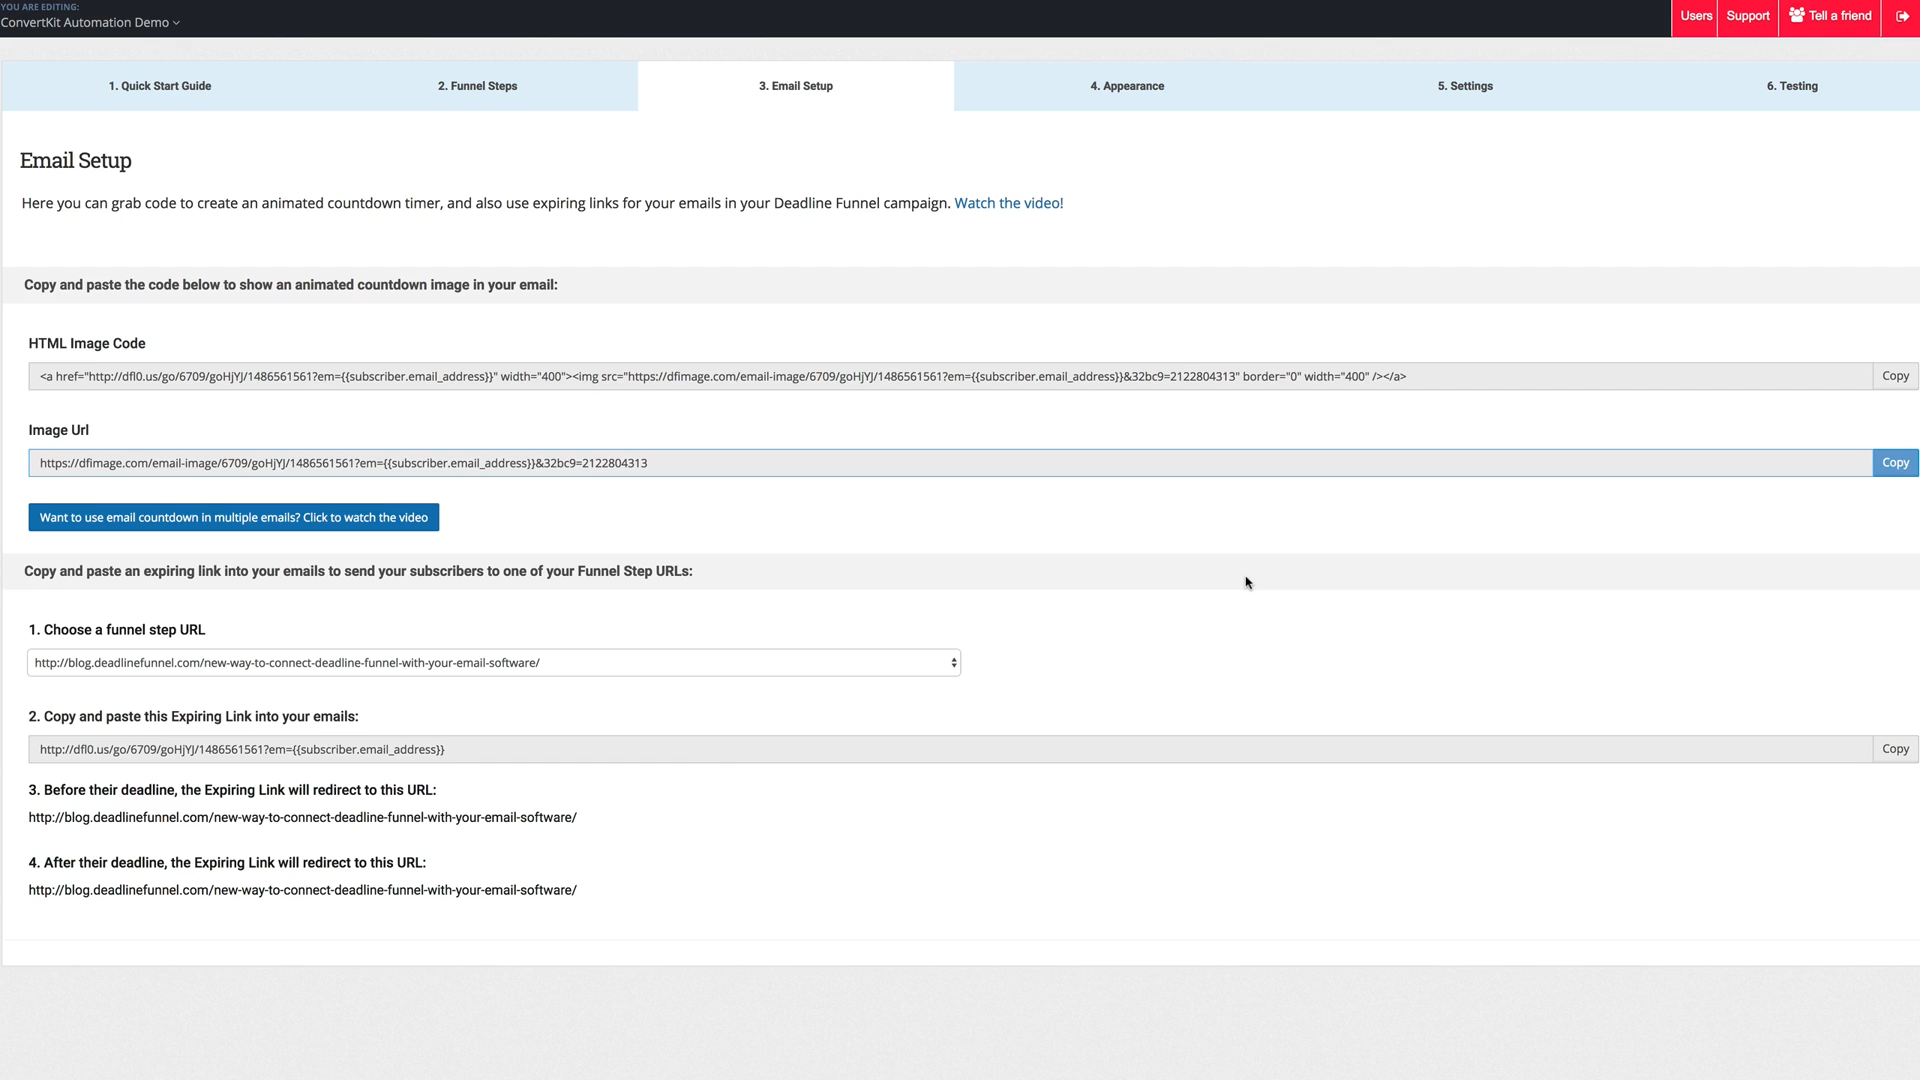 YOU ARE EDITING:
ConvertKit Automation Demo
Users
Support
Tell a friend
1. Quick Start Guide
2. Funnel Steps
3. Email Setup
4. Appearance
5. Settings
6. Testing
Email Setup
Here you can grab code to create an animated countdown timer, and also use expiring links for your emails in your Deadline Funnel campaign. Watch the video!
Copy and paste the code below to show an animated countdown image in your email:
HTML Image Code
<a href="http://dfl0.us/go/6709/goHjYJ/1486561561?em={{subscriber.email_address}}" width="400"><img src="https://dfimage.com/email-image/6709/goHjYJ/1486561561?em={{subscriber.email_address}}&32bc9=2122804313" border="0" width="400" /></a>
Copy
Image Url
https://dfimage.com/email-image/6709/goHjYJ/1486561561?em={{subscriber.email_address}}&32bc9=2122804313
Copy
Want to use email countdown in multiple emails? Click to watch the video
Copy and paste an expiring link into your emails to send your subscribers to one of your Funnel Step URLs:
1. Choose a funnel step URL
http://blog.deadlinefunnel.com/new-way-to-connect-deadline-funnel-with-your-email-software/
2. Copy and paste this Expiring Link into your emails:
http://dfl0.us/go/6709/goHjYJ/1486561561?em={{subscriber.email_address}}
Copy
3. Before their deadline, the Expiring Link will redirect to this URL:
http://blog.deadlinefunnel.com/new-way-to-connect-deadline-funnel-with-your-email-software/
4. After their deadline, the Expiring Link will redirect to this URL:
http://blog.deadlinefunnel.com/new-way-to-connect-deadline-funnel-with-your-email-software/